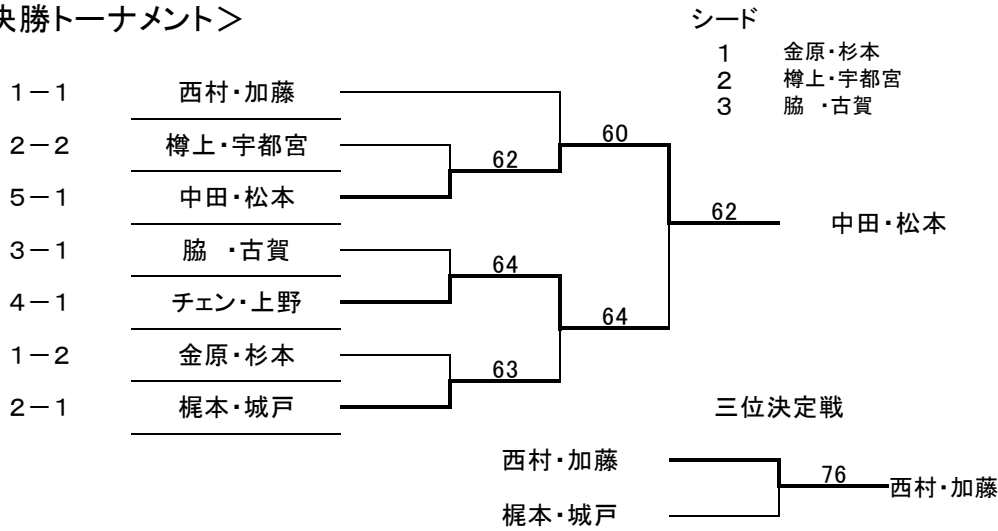 決勝トーナメント＞
シード
1 金原・杉本
2 樽上・宇都宮
3 脇　・古賀
1－1 西村・加藤
2－2 樽上・宇都宮
5－1 中田・松本
3－1 脇　・古賀
4－1 チェン・上野
1－2 金原・杉本
2－1 梶本・城戸
62
64
63
60
64
62
中田・松本
三位決定戦
西村・加藤
梶本・城戸
76
西村・加藤